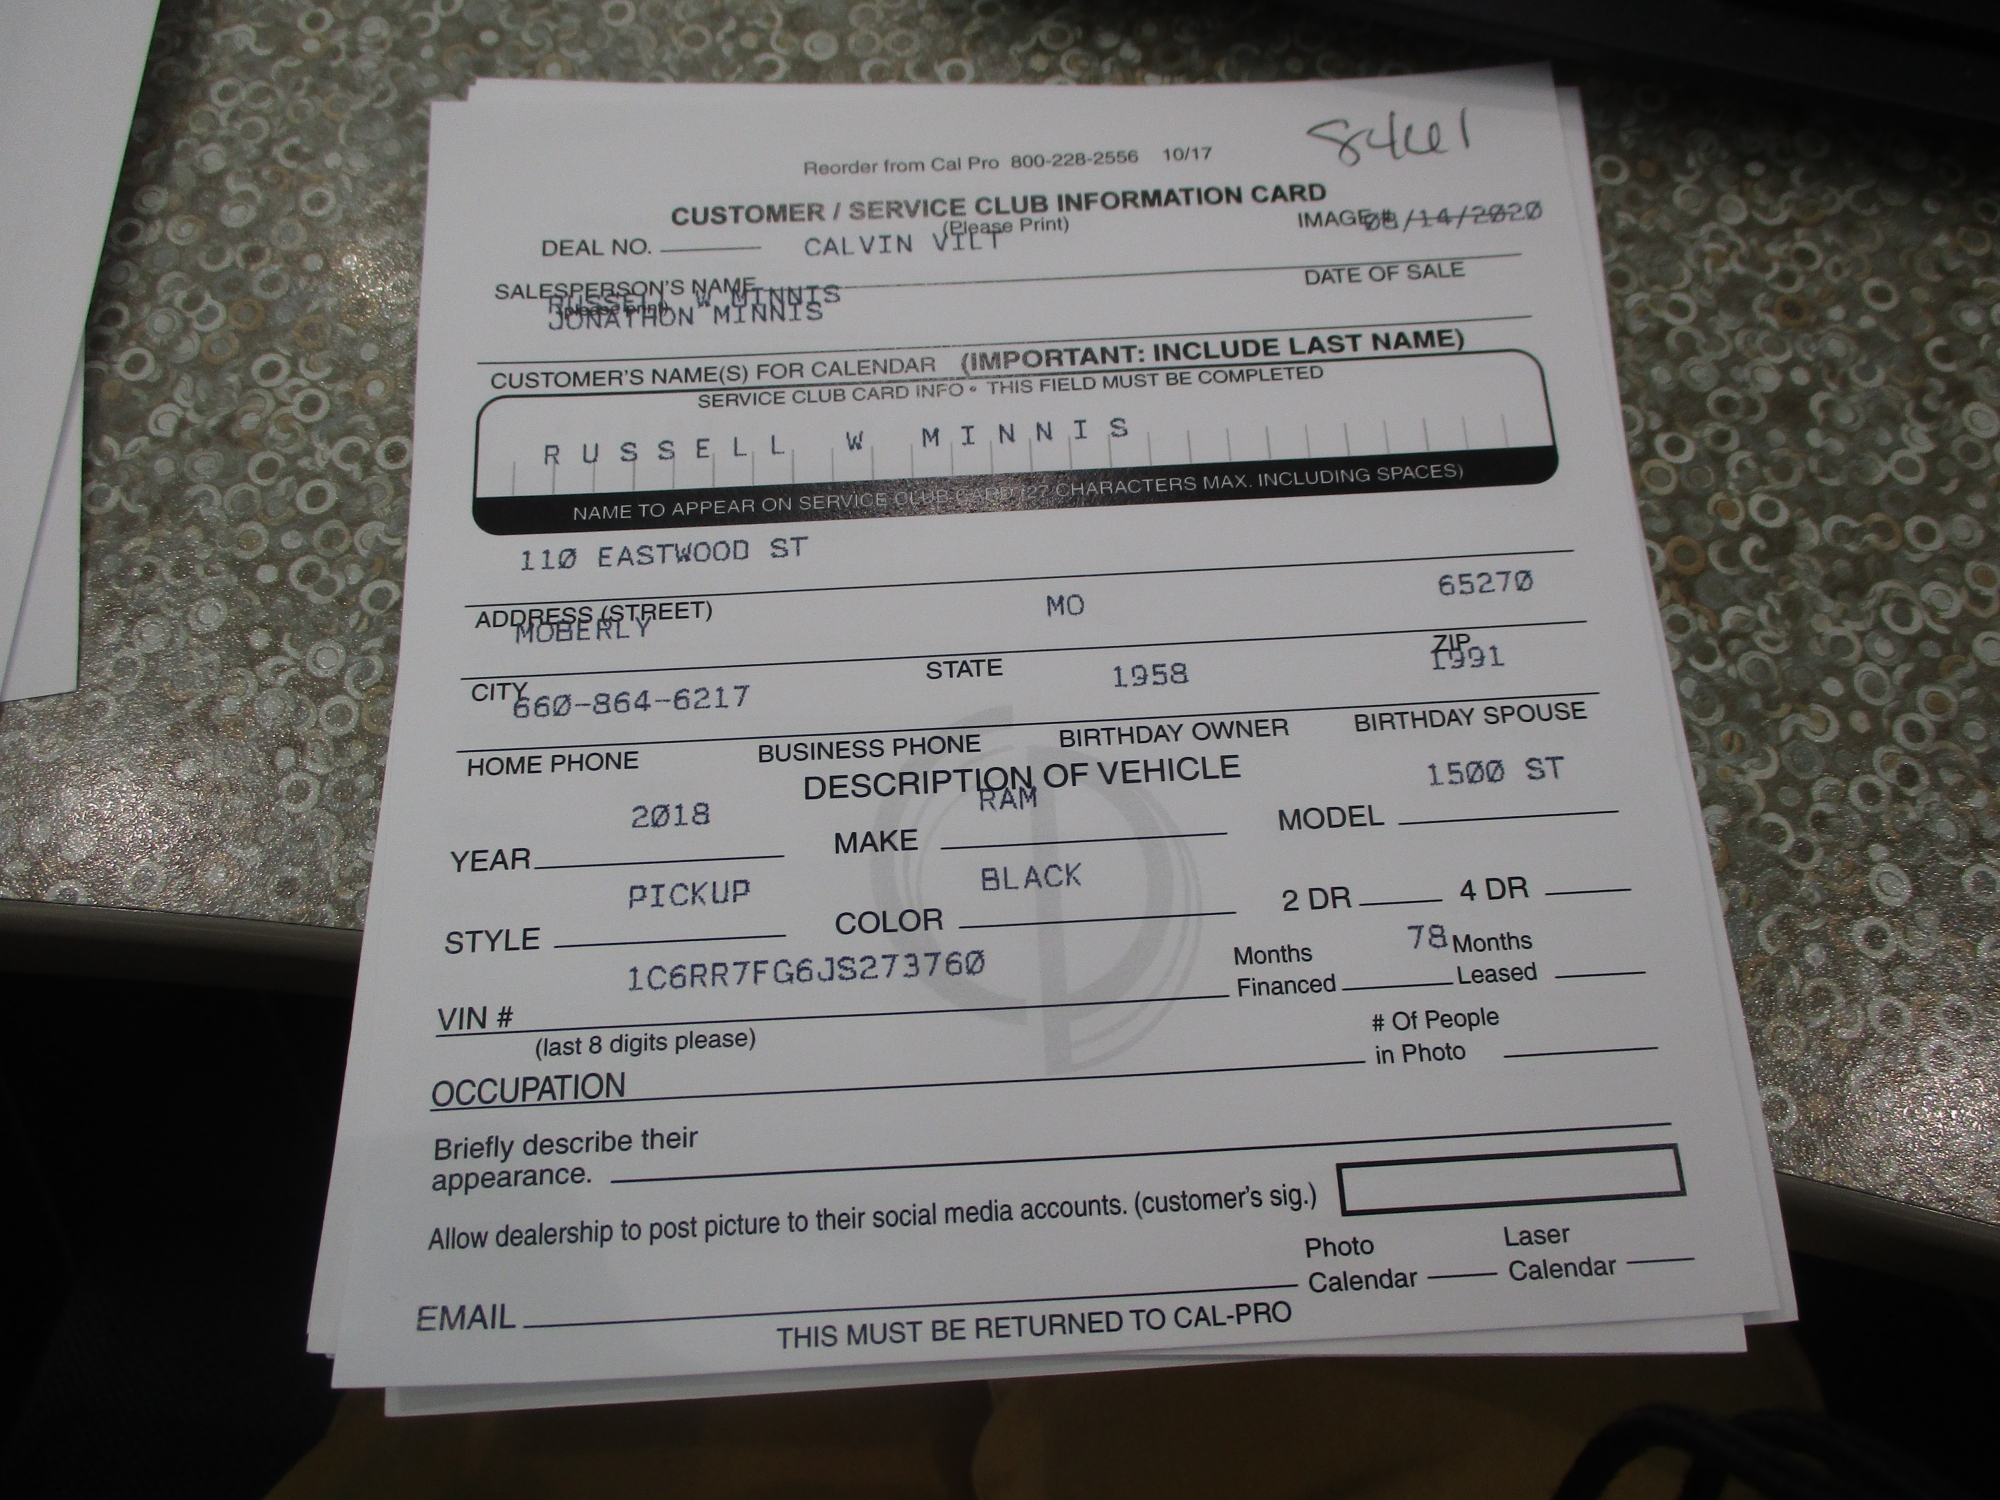 8461
Reorder from Cal Pro 800-228-2556 10/17
CUSTOMER / SERVICE CLUB INFORMATION CARD
(Please Print)
IMAGE# 08/14/2020
DEAL NO. CALVIN VILT
SALESPERSON'S NAME DATE OF SALE
(please print)
RUSSELL W MINNIS
JONATHON MINNIS
CUSTOMER'S NAME(S) FOR CALENDAR (IMPORTANT: INCLUDE LAST NAME)
SERVICE CLUB CARD INFO • THIS FIELD MUST BE COMPLETED
RUSSELL W MINNIS
NAME TO APPEAR ON SERVICE CLUB CARD (27 CHARACTERS MAX. INCLUDING SPACES)
110 EASTWOOD ST
ADDRESS (STREET)
MOBERLY MO 65270
CITY STATE ZIP
660-864-6217 1958 1991
HOME PHONE BUSINESS PHONE BIRTHDAY OWNER BIRTHDAY SPOUSE
DESCRIPTION OF VEHICLE
YEAR 2018 MAKE RAM MODEL 1500 ST
STYLE PICKUP COLOR BLACK 2 DR 4 DR
VIN # 1C6RR7FG6JS273760 Months Financed 78 Months Leased
(last 8 digits please)
OCCUPATION # Of People in Photo
Briefly describe their
appearance.
Allow dealership to post picture to their social media accounts. (customer's sig.)
EMAIL Photo Calendar Laser Calendar
THIS MUST BE RETURNED TO CAL-PRO